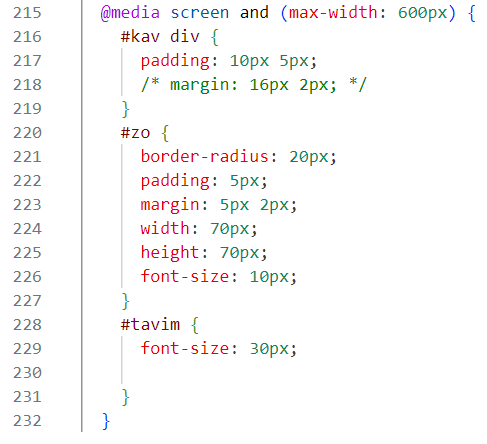 215 @media screen and (max-width: 600px) {
216 #kav div {
217 padding: 10px 5px;
218 /* margin: 16px 2px; */
219 }
220 #zo {
221 border-radius: 20px;
222 padding: 5px;
223 margin: 5px 2px;
224 width: 70px;
225 height: 70px;
226 font-size: 10px;
227 }
228 #tavim {
229 font-size: 30px;
230
231 }
232 }